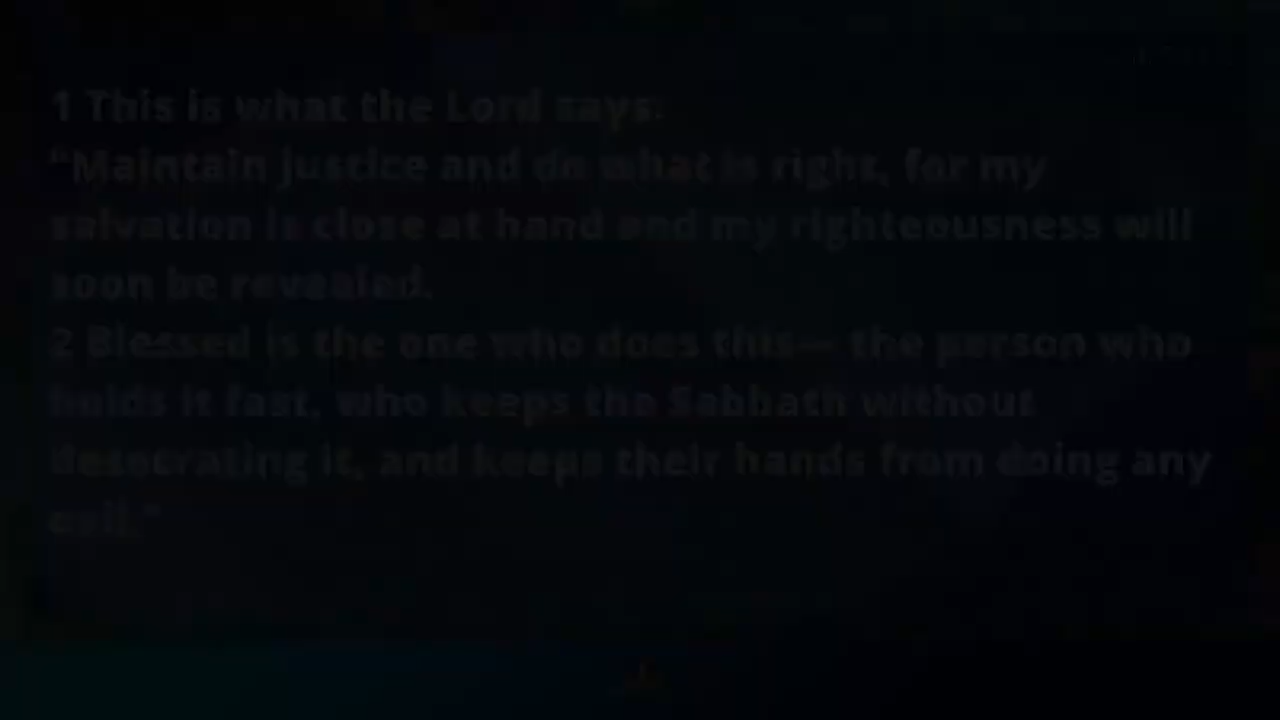 1 This is what the Lord says:
"Maintain justice and do what is right, for my
salvation is close at hand and my righteousness will
soon be revealed.
2 Blessed is the one who does this— the person who
holds it fast, who keeps the Sabbath without
desecrating it, and keeps their hands from doing any
evil."